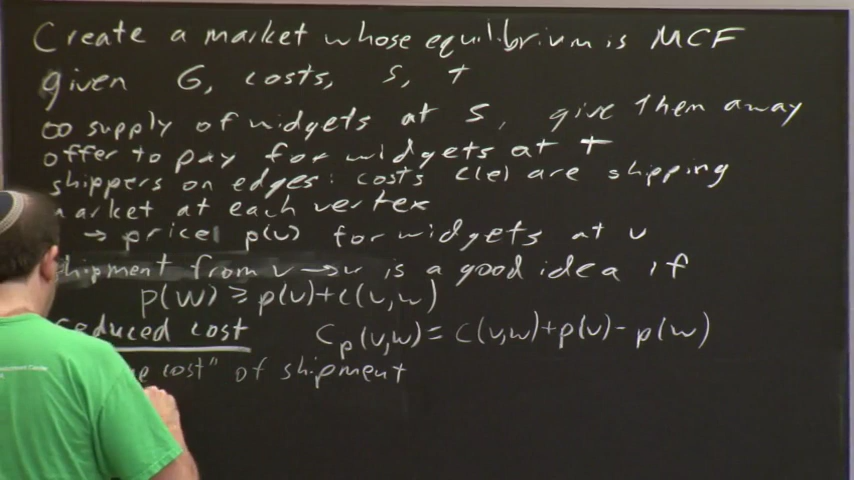 Create a market whose equilibrium is MCF
given G, costs, s, t
∞ supply of widgets at s, give them away
offer to pay for widgets at t
shippers on edges: costs c(e) are shipping
market at each vertex
→ price p(v) for widgets at v
shipment from v → w is a good idea if
p(w) ≥ p(v) + c(v,w)
reduced cost C_p(v,w) = c(v,w) + p(v) - p(w)
cost" of shipment